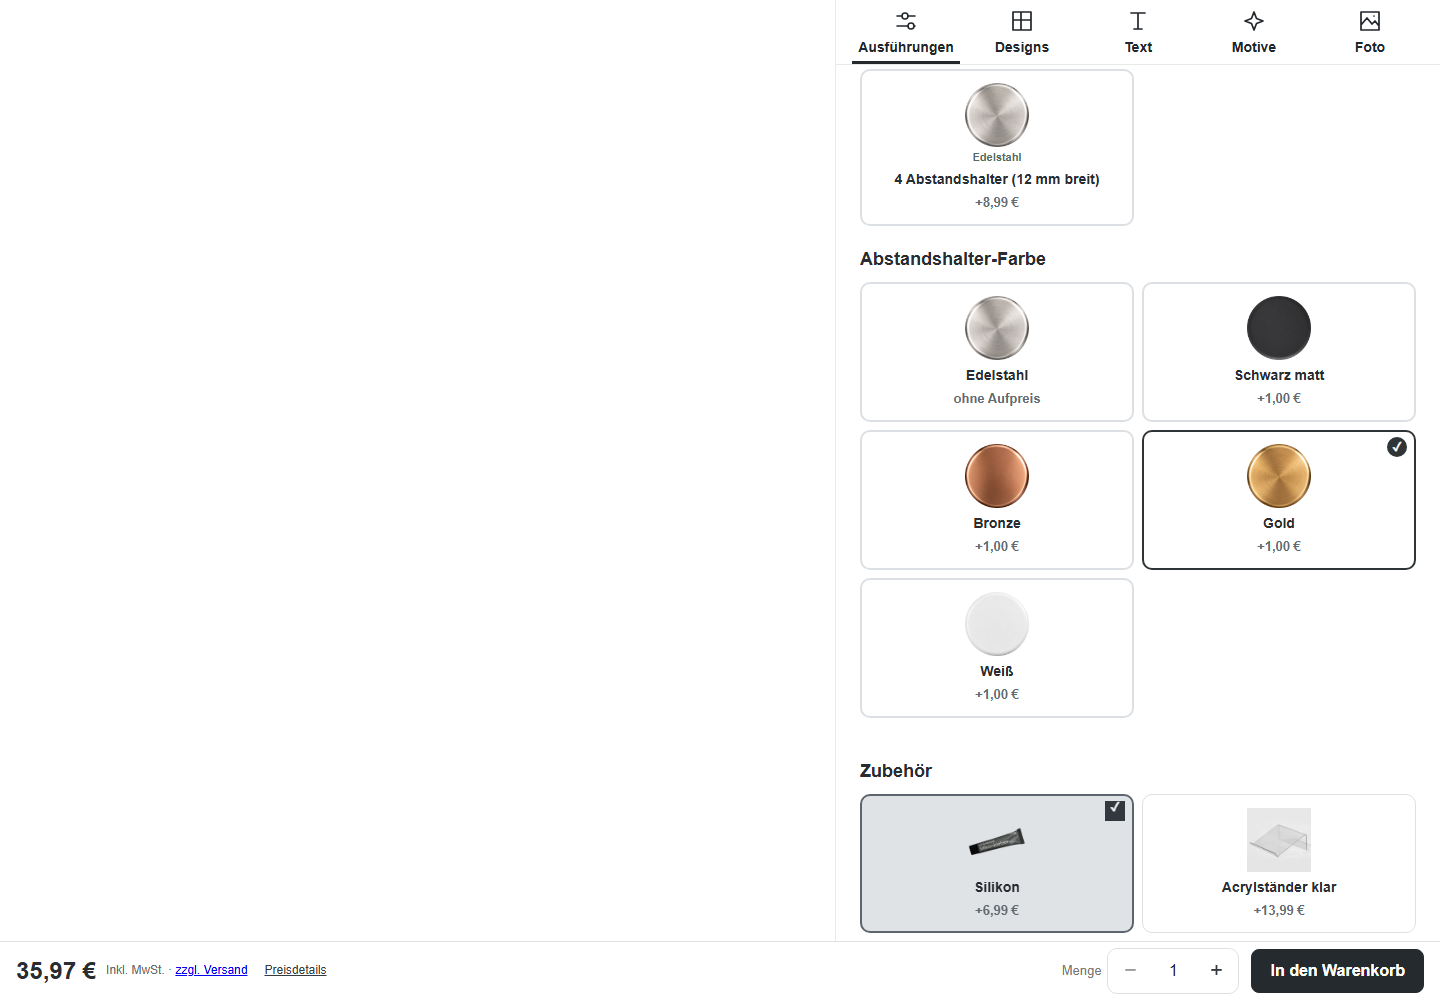 Ausführungen
Designs
Text
Motive
Foto
Edelstahl
4 Abstandshalter (12 mm breit)
+8,99 €
Abstandshalter-Farbe
Edelstahl
ohne Aufpreis
Schwarz matt
+1,00 €
Bronze
+1,00 €
Gold
+1,00 €
Weiß
+1,00 €
Zubehör
Silikon
+6,99 €
Acrylständer klar
+13,99 €
35,97 € Inkl. MwSt. · zzgl. Versand Preisdetails
Menge − 1 + In den Warenkorb